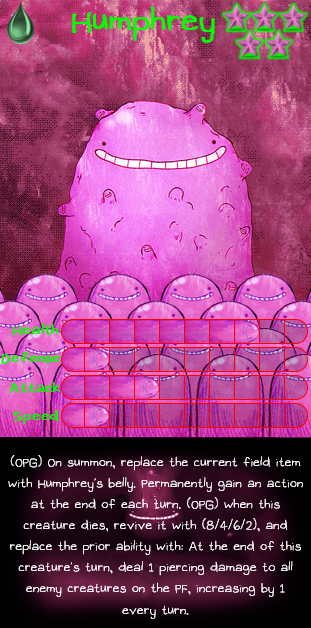 Humphrey
Health
Defense
Attack
Speed
(OPG) On summon, replace the current field item
with Humphrey's belly. Permanently gain an action
at the end of each turn. (OPG) when this
creature dies, revive it with (8/4/6/2), and
replace the prior ability with: At the end of this
creature's turn, deal 1 piercing damage to all
enemy creatures on the PF, increasing by 1
every turn.